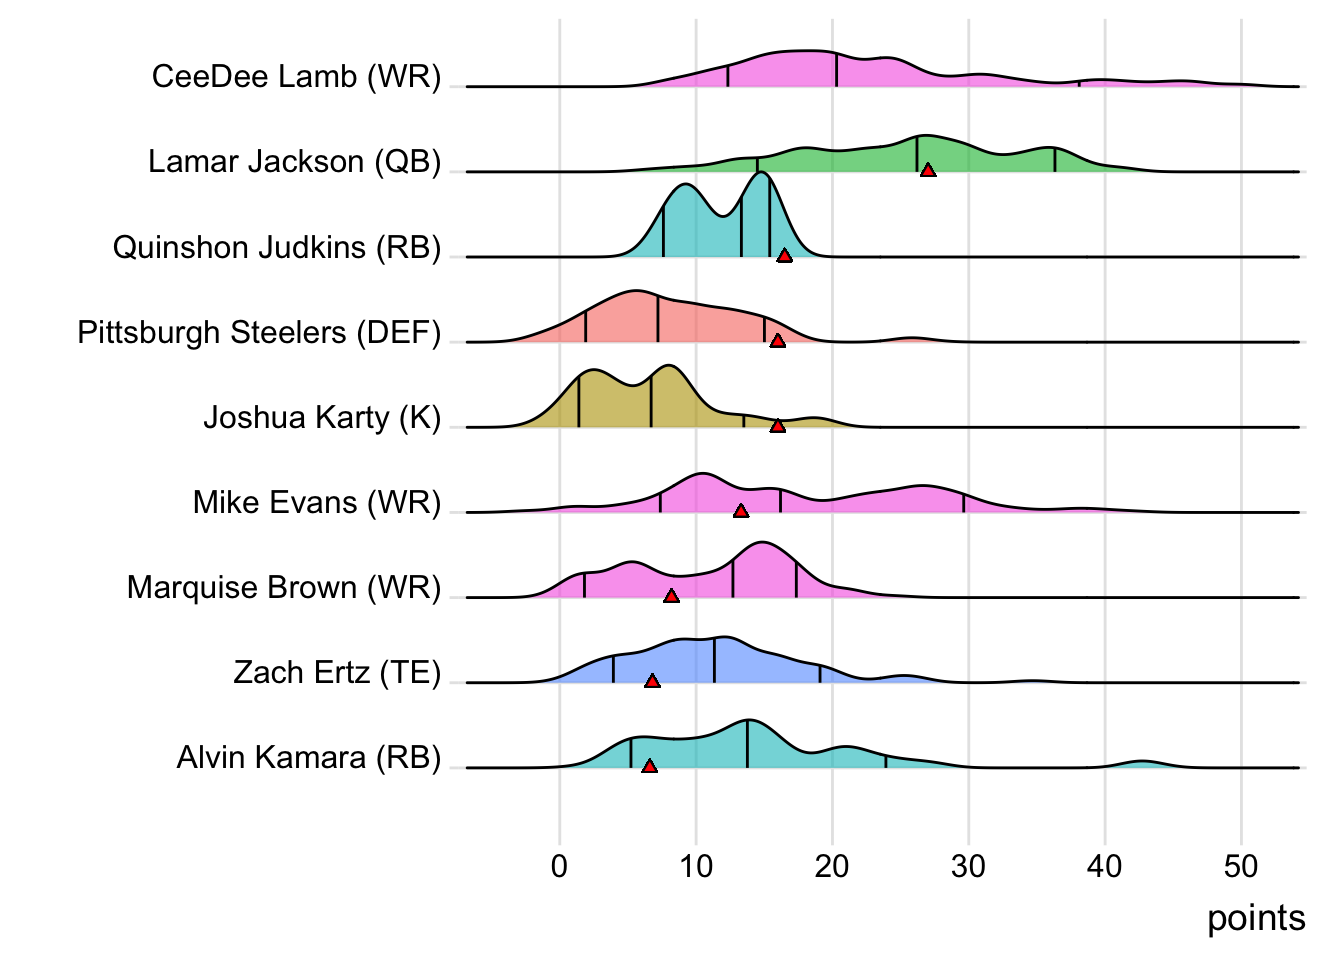 CeeDee Lamb (WR)
Lamar Jackson (QB)
Quinshon Judkins (RB)
Pittsburgh Steelers (DEF)
Joshua Karty (K)
Mike Evans (WR)
Marquise Brown (WR)
Zach Ertz (TE)
Alvin Kamara (RB)
0 10 20 30 40 50
points